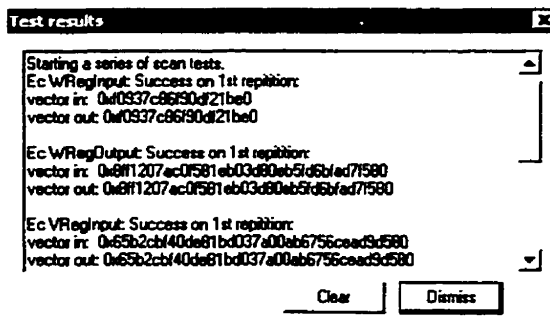 Test results
Starting a series of scan tests.
Ec WRegInput: Success on 1st repitition:
vector in: 0xf0937c86f90df21be0
vector out: 0xf0937c86f90df21be0
Ec WRegOutput: Success on 1st repitition:
vector in: 0x8ff1207ac0f581eb03d80eb5fd6bfad7f580
vector out: 0x8ff1207ac0f581eb03d80eb5fd6bfad7f580
Ec VRegInput: Success on 1st repitition:
vector in: 0x65b2cbf40de81bd037a00ab6756cead9d580
vector out: 0x65b2cbf40de81bd037a00ab6756cead9d580
Clear
Dismiss